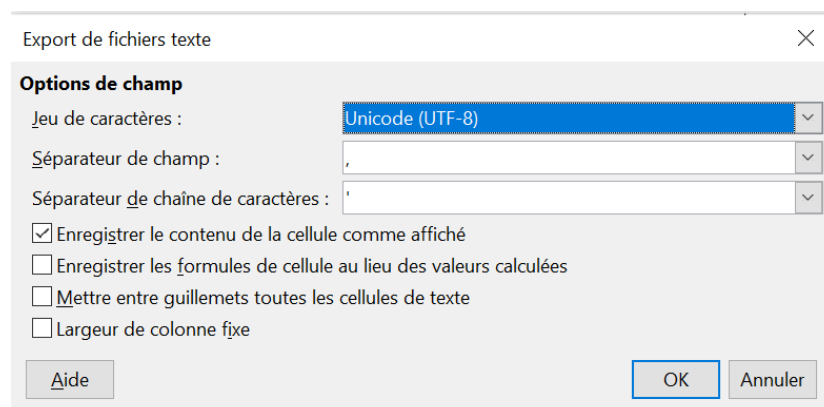 Export de fichiers texte
Options de champ
Jeu de caractères : Unicode (UTF-8)
Séparateur de champ : ,
Séparateur de chaîne de caractères : '
Enregistrer le contenu de la cellule comme affiché
Enregistrer les formules de cellule au lieu des valeurs calculées
Mettre entre guillemets toutes les cellules de texte
Largeur de colonne fixe
Aide OK Annuler